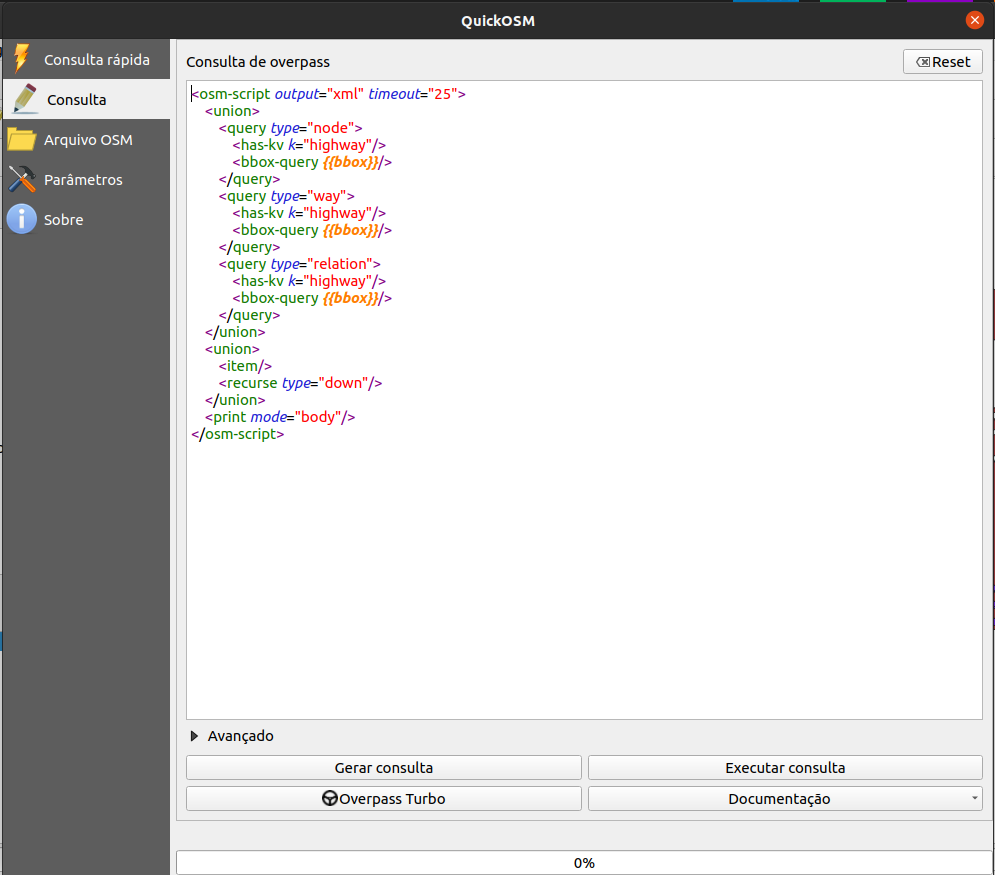 QuickOSM
Consulta rápida
Consulta
Arquivo OSM
Parâmetros
Sobre
Consulta de overpass
Reset
<osm-script output="xml" timeout="25">
<union>
<query type="node">
<has-kv k="highway"/>
<bbox-query {{bbox}}/>
</query>
<query type="way">
<has-kv k="highway"/>
<bbox-query {{bbox}}/>
</query>
<query type="relation">
<has-kv k="highway"/>
<bbox-query {{bbox}}/>
</query>
</union>
<union>
<item/>
<recurse type="down"/>
</union>
<print mode="body"/>
</osm-script>
Avançado
Gerar consulta
Executar consulta
Overpass Turbo
Documentação
0%